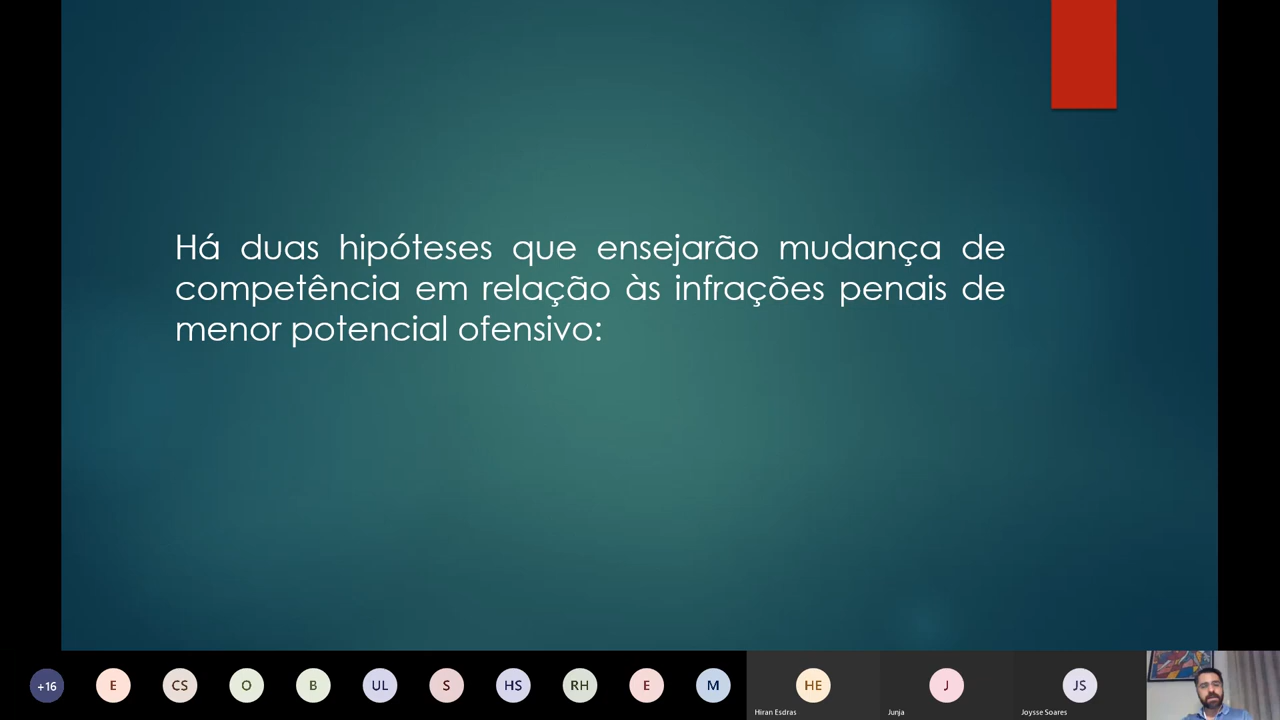 Há duas hipóteses que ensejarão mudança de
competência em relação às infrações penais de
menor potencial ofensivo:
+16
E
CS
O
B
UL
S
HS
RH
E
M
HE
J
JS
Hiran Esdras
Junja
Joysse Soares